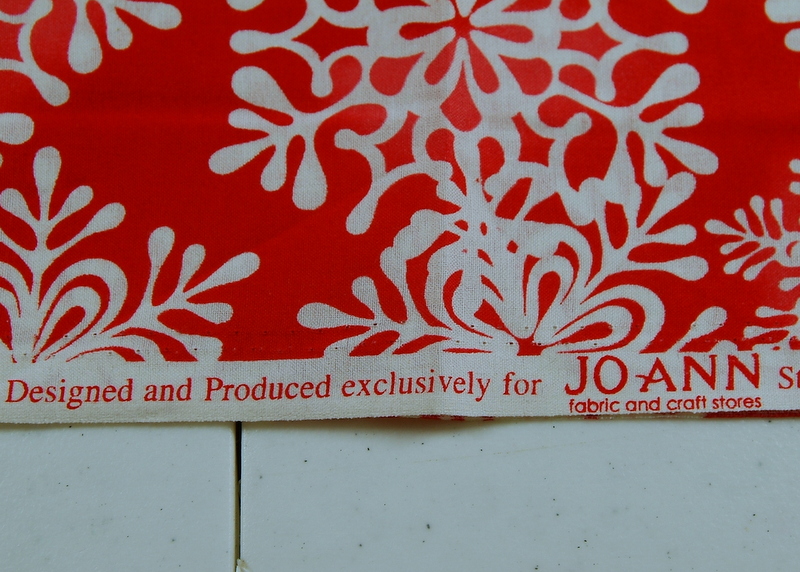 Designed and Produced exclusively for JO-ANN
fabric and craft stores